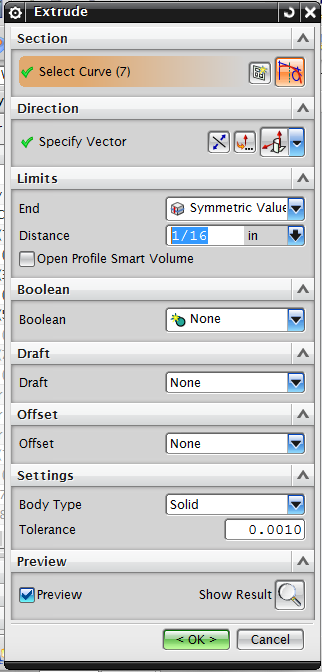 Extrude
Section
Select Curve (7)
Direction
Specify Vector
Limits
End Symmetric Value
Distance 1/16 in
Open Profile Smart Volume
Boolean
Boolean None
Draft
Draft None
Offset
Offset None
Settings
Body Type Solid
Tolerance 0.0010
Preview
Preview Show Result
< OK > Cancel